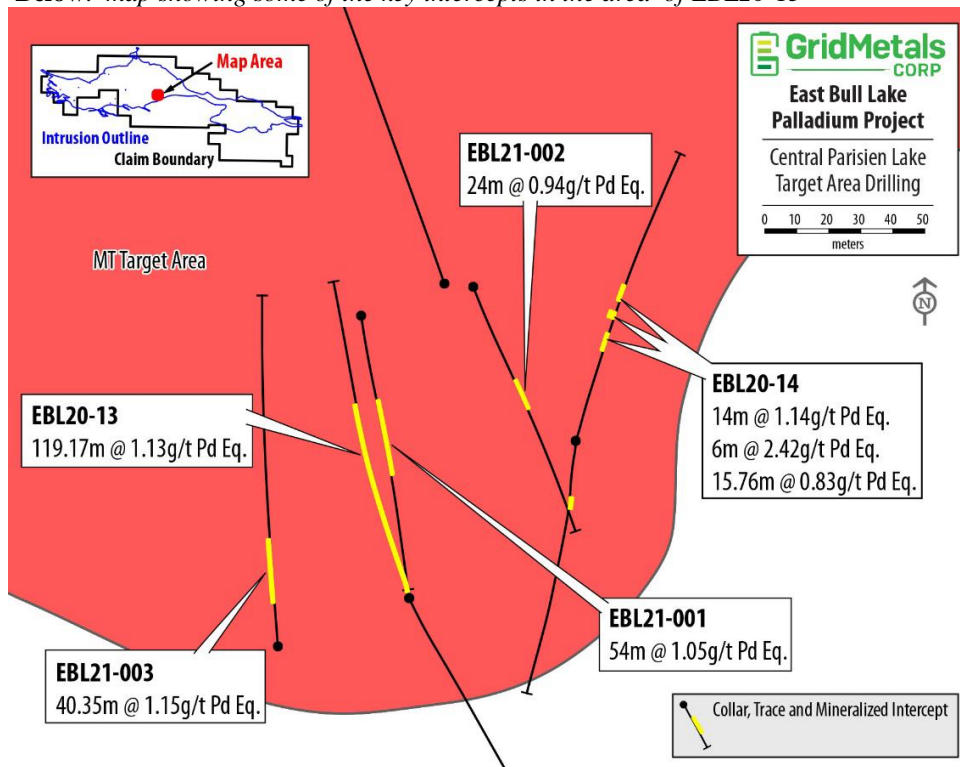 Below: map showing some of the key intercepts in the area of EBL20-13
Map Area
Intrusion Outline
Claim Boundary
GridMetals
CORP
East Bull Lake
Palladium Project
Central Parisien Lake
Target Area Drilling
0 10 20 30 40 50
meters
N
MT Target Area
EBL21-002
24m @ 0.94g/t Pd Eq.
EBL20-14
14m @ 1.14g/t Pd Eq.
6m @ 2.42g/t Pd Eq.
15.76m @ 0.83g/t Pd Eq.
EBL20-13
119.17m @ 1.13g/t Pd Eq.
EBL21-001
54m @ 1.05g/t Pd Eq.
EBL21-003
40.35m @ 1.15g/t Pd Eq.
Collar, Trace and Mineralized Intercept